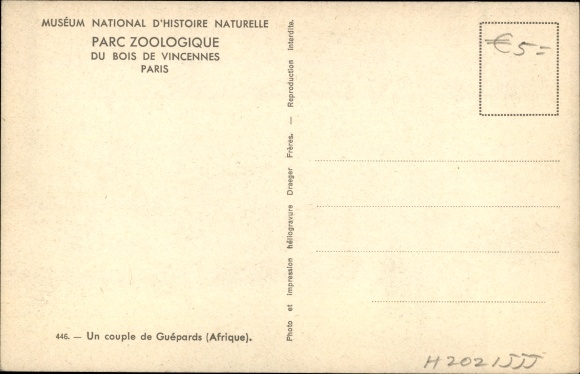 MUSÉUM NATIONAL D'HISTOIRE NATURELLE
PARC ZOOLOGIQUE
DU BOIS DE VINCENNES
PARIS
446. — Un couple de Guépards (Afrique).
Photo et impression héliogravure Draeger Frères. — Reproduction interdite.
€5=